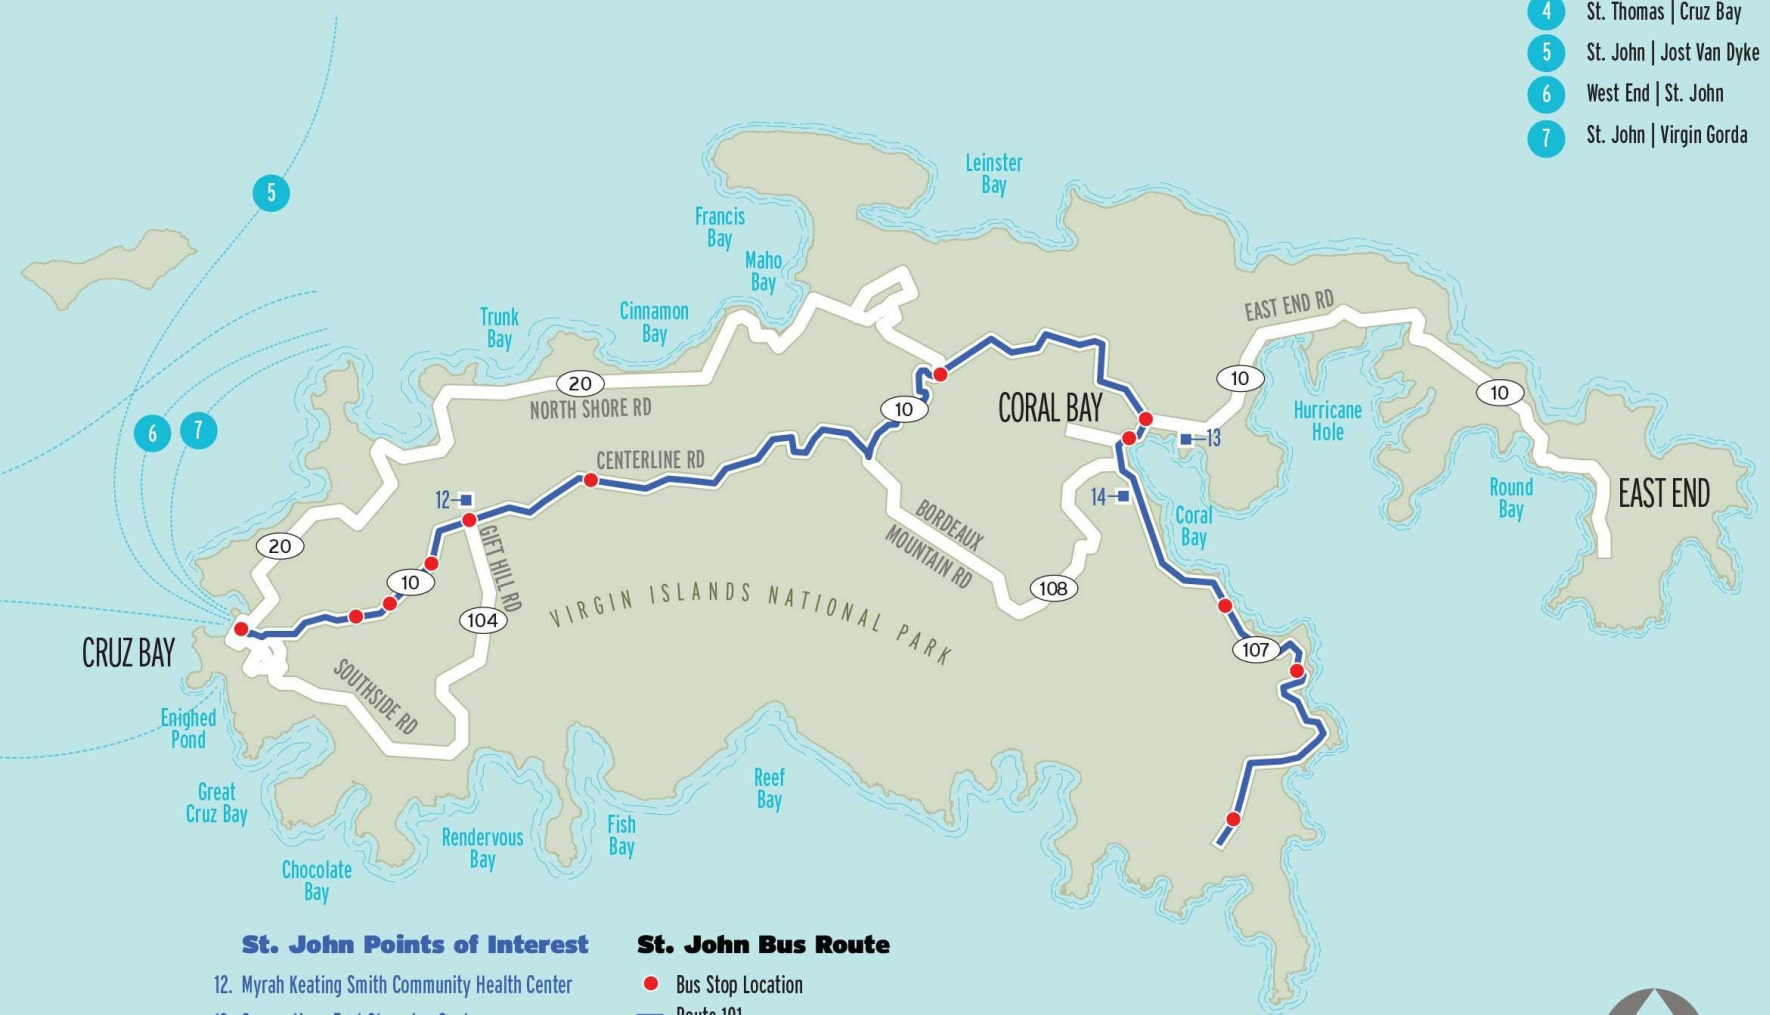 4 St. Thomas | Cruz Bay
5 St. John | Jost Van Dyke
6 West End | St. John
7 St. John | Virgin Gorda
Leinster
Bay
5
Francis
Bay
Maho
Bay
Trunk
Bay
Cinnamon
Bay
EAST END RD
20
NORTH SHORE RD
10
10
10
CORAL BAY
Hurricane
Hole
6
7
13
CENTERLINE RD
12
14
Round
Bay
EAST END
BORDEAUX
MOUNTAIN RD
Coral
Bay
20
GIFT HILL RD
10
108
VIRGIN ISLANDS NATIONAL PARK
104
CRUZ BAY
107
SOUTHSIDE RD
Enighed
Pond
Great
Cruz Bay
Reef
Bay
Fish
Bay
Rendervous
Bay
Chocolate
Bay
St. John Points of Interest
12. Myrah Keating Smith Community Health Center
St. John Bus Route
Bus Stop Location
Route 101